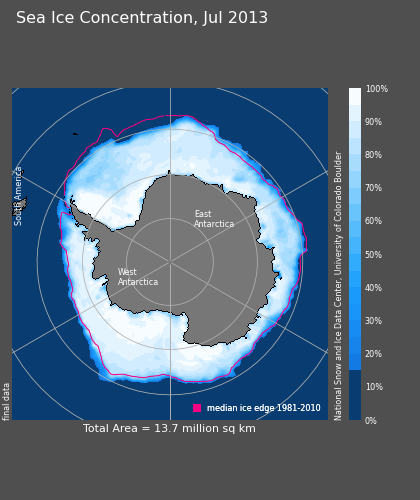 Sea Ice Concentration, Jul 2013
100%
90%
80%
70%
60%
50%
40%
30%
20%
10%
0%
National Snow and Ice Data Center, University of Colorado Boulder
South America
East
Antarctica
West
Antarctica
final data
median ice edge 1981-2010
Total Area = 13.7 million sq km